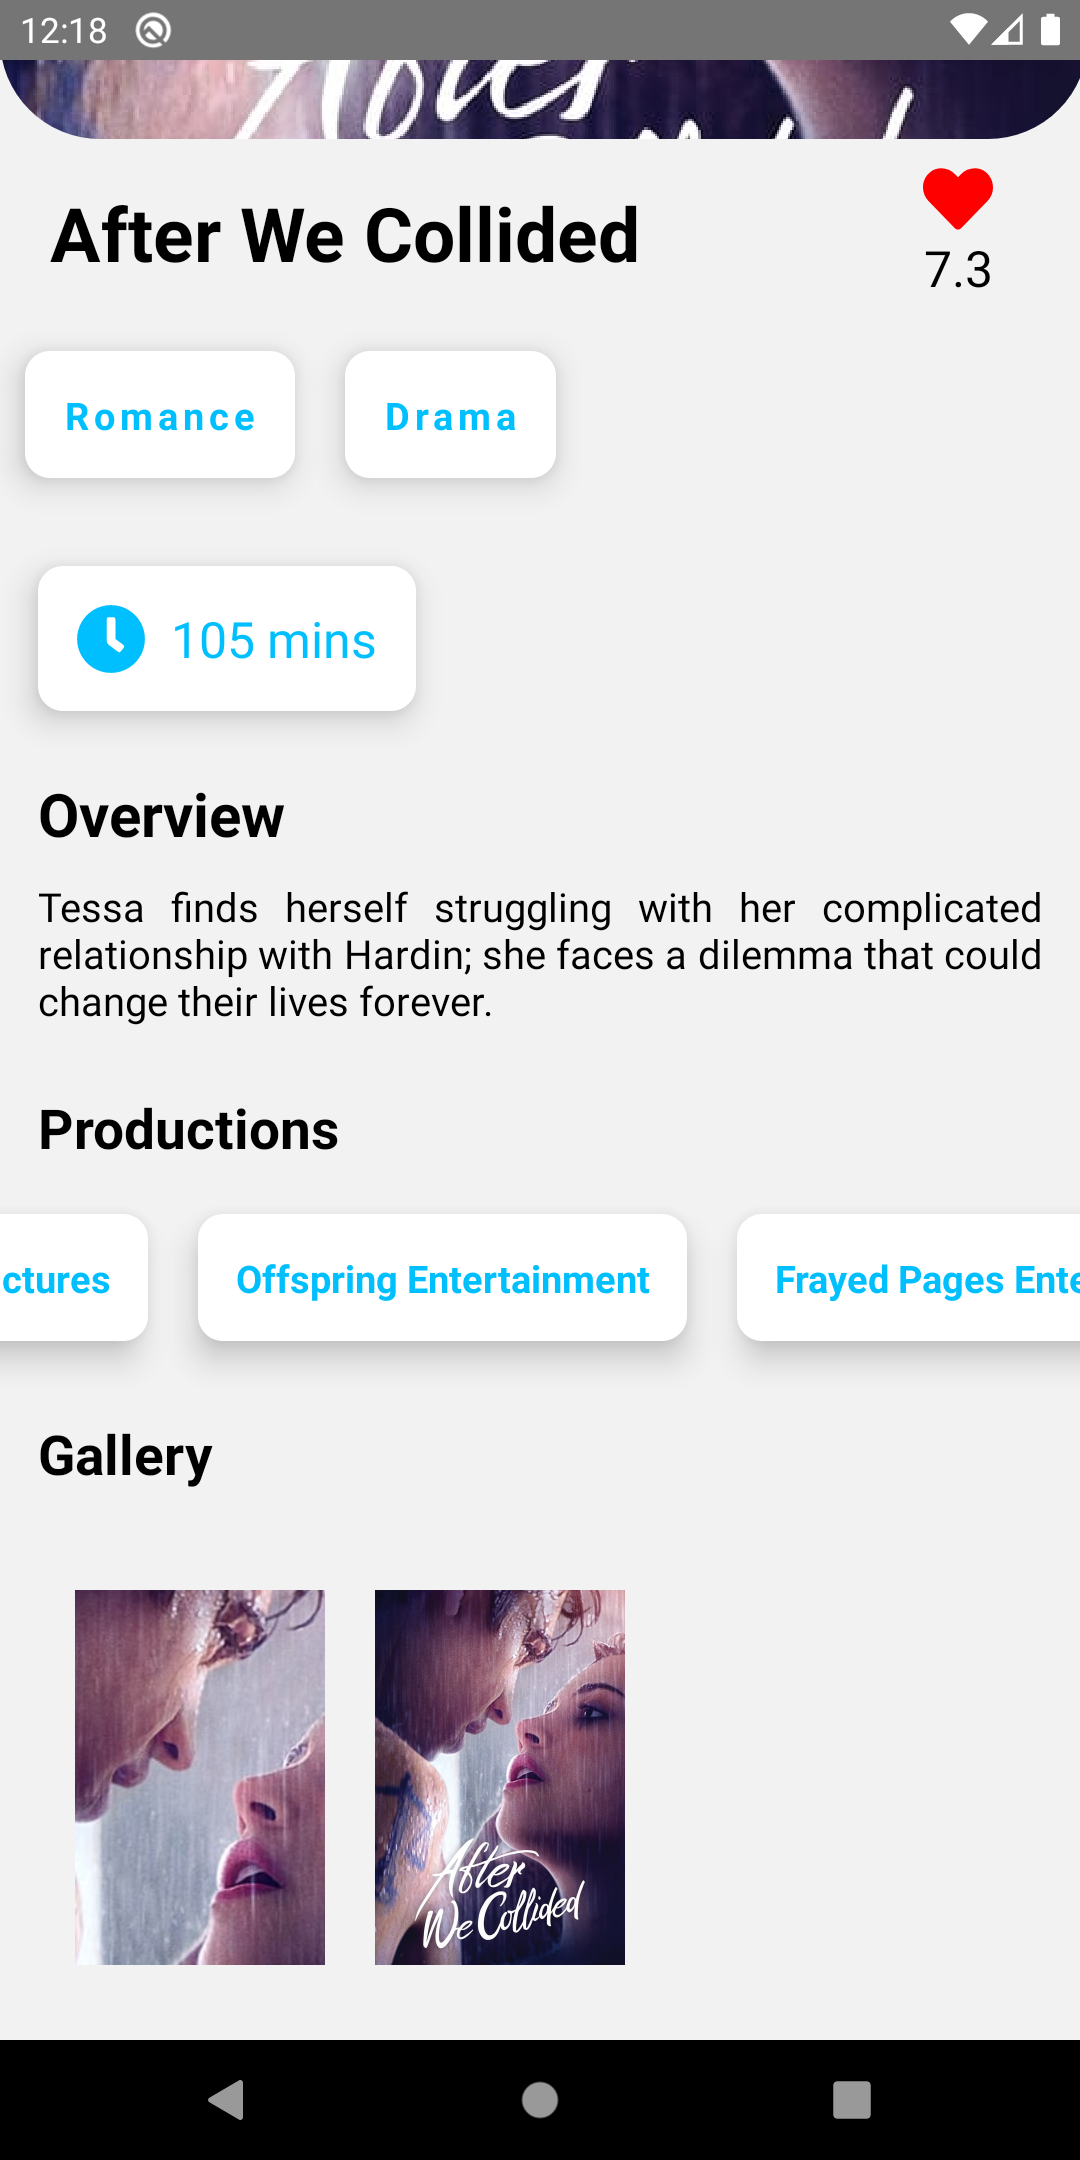 12:18
After
After We Collided
7.3
Romance Drama
105 mins
Overview
Tessa finds herself struggling with her complicated
relationship with Hardin; she faces a dilemma that could
change their lives forever.
Productions
ctures Offspring Entertainment Frayed Pages Ente
Gallery
After
We Collided